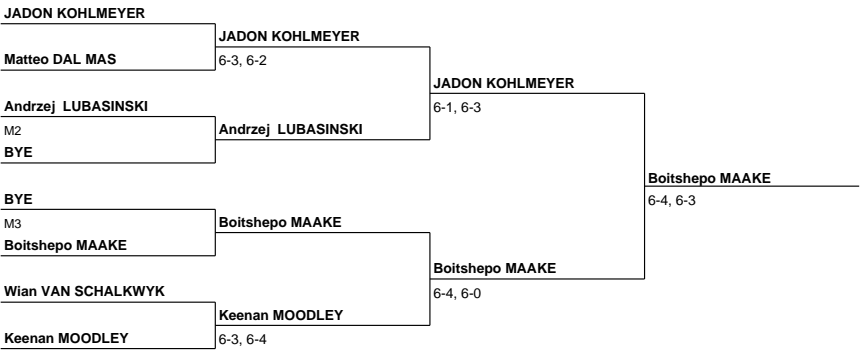 JADON KOHLMEYER
JADON KOHLMEYER
Matteo DAL MAS
6-3, 6-2
JADON KOHLMEYER
Andrzej LUBASINSKI
6-1, 6-3
M2
Andrzej LUBASINSKI
BYE
Boitshepo MAAKE
BYE
6-4, 6-3
M3
Boitshepo MAAKE
Boitshepo MAAKE
Boitshepo MAAKE
Wian VAN SCHALKWYK
6-4, 6-0
Keenan MOODLEY
Keenan MOODLEY
6-3, 6-4